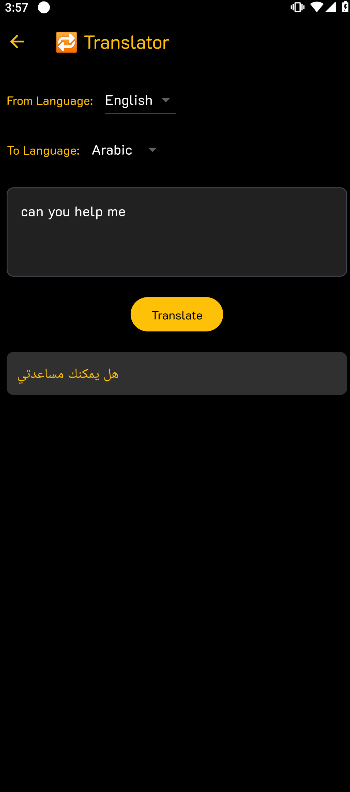 3:57
🔁 Translator
From Language: English
To Language: Arabic
can you help me
Translate
هل يمكنك مساعدتي